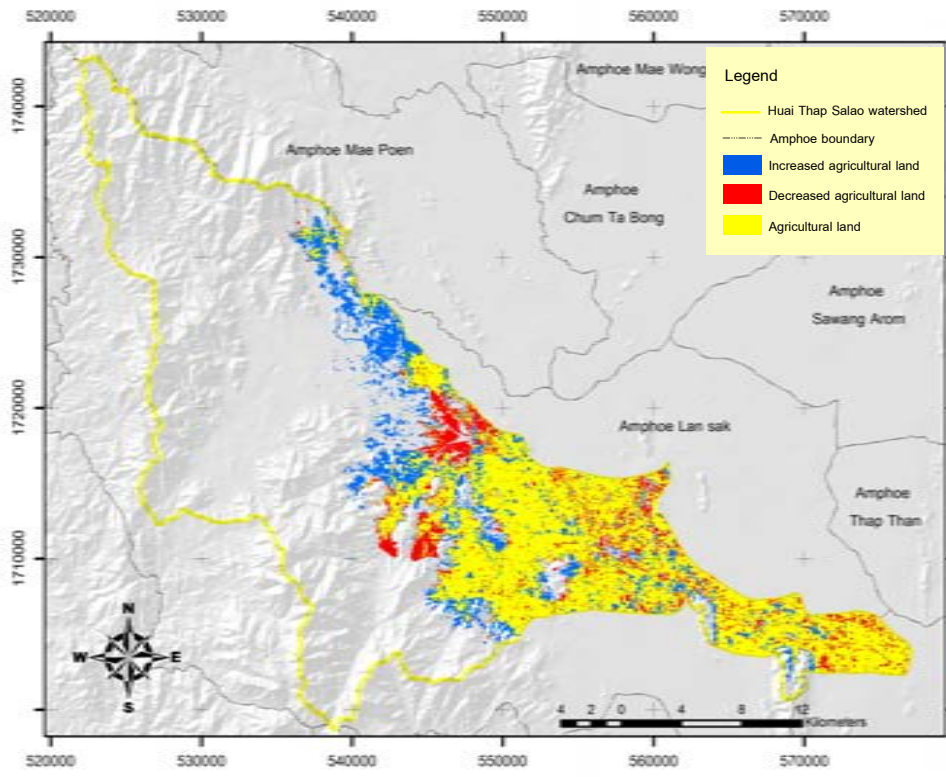 520000 530000 540000 550000 560000 570000
Legend
Huai Thap Salao watershed
Amphoe boundary
Increased agricultural land
Decreased agricultural land
Agricultural land
Amphoe Mae Wong
Amphoe Mae Poen
Amphoe
Chum Ta Bong
Amphoe
Sawang Arom
Amphoe Lan sak
Amphoe
Thap Than
1740000
1730000
1720000
1710000
N
W E
S
4 2 0 4 8 12
Kilometers
520000 530000 540000 550000 560000 570000